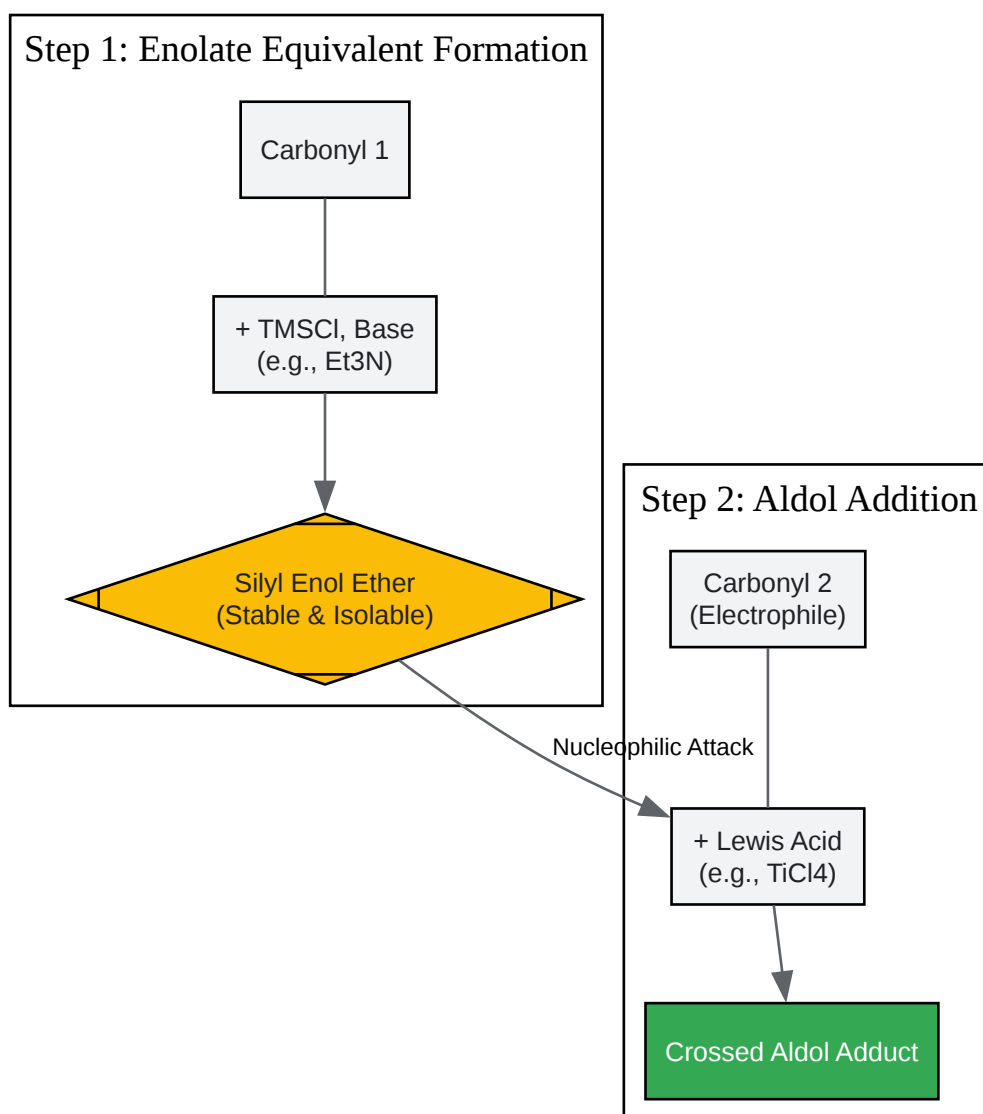 Step 1: Enolate Equivalent Formation
Carbonyl 1
+ TMSCl, Base
(e.g., Et3N)
Silyl Enol Ether
(Stable & Isolable)
Step 2: Aldol Addition
Carbonyl 2
(Electrophile)
Nucleophilic Attack
+ Lewis Acid
(e.g., TiCl4)
Crossed Aldol Adduct